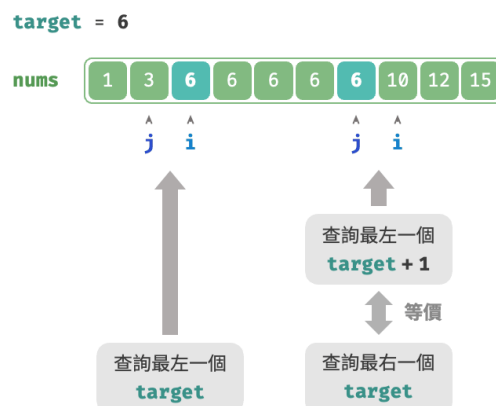 target = 6
nums 1 3 6 6 6 6 6 10 12 15
j i j i
查詢最左一個
target + 1
等價
查詢最左一個
target
查詢最右一個
target